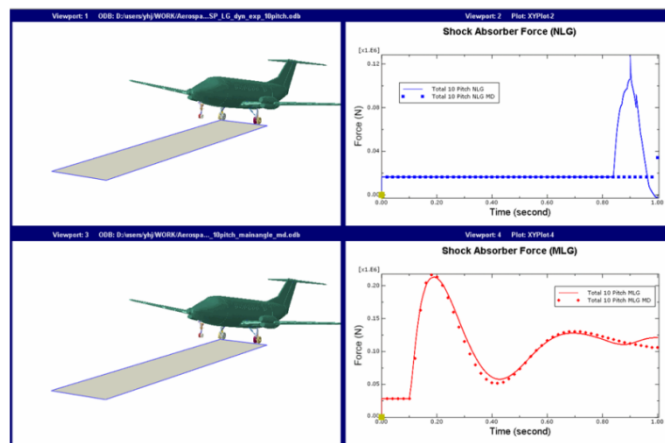 Viewport: 1 ODB: D:/users/yhj/WORK/Aerospa...SP_LG_dyn_exp_10pitch.odb
Viewport: 2 Plot: XYPlot-2
Shock Absorber Force (NLG)
[x1.E6]
Total 10 Pitch NLG
Total 10 Pitch NLG MD
Force (N)
0.12
0.08
0.04
0.00
0.00 0.20 0.40 0.60 0.80 1.00
Time (second)
Viewport: 3 ODB: D:/users/yhj/WORK/Aerospa..._10pitch_mainangle_md.odb
Viewport: 4 Plot: XYPlot-4
Shock Absorber Force (MLG)
[x1.E6]
Total 10 Pitch MLG
Total 10 Pitch MLG MD
Force (N)
0.20
0.15
0.10
0.05
0.00
0.00 0.20 0.40 0.60 0.80 1.00
Time (second)